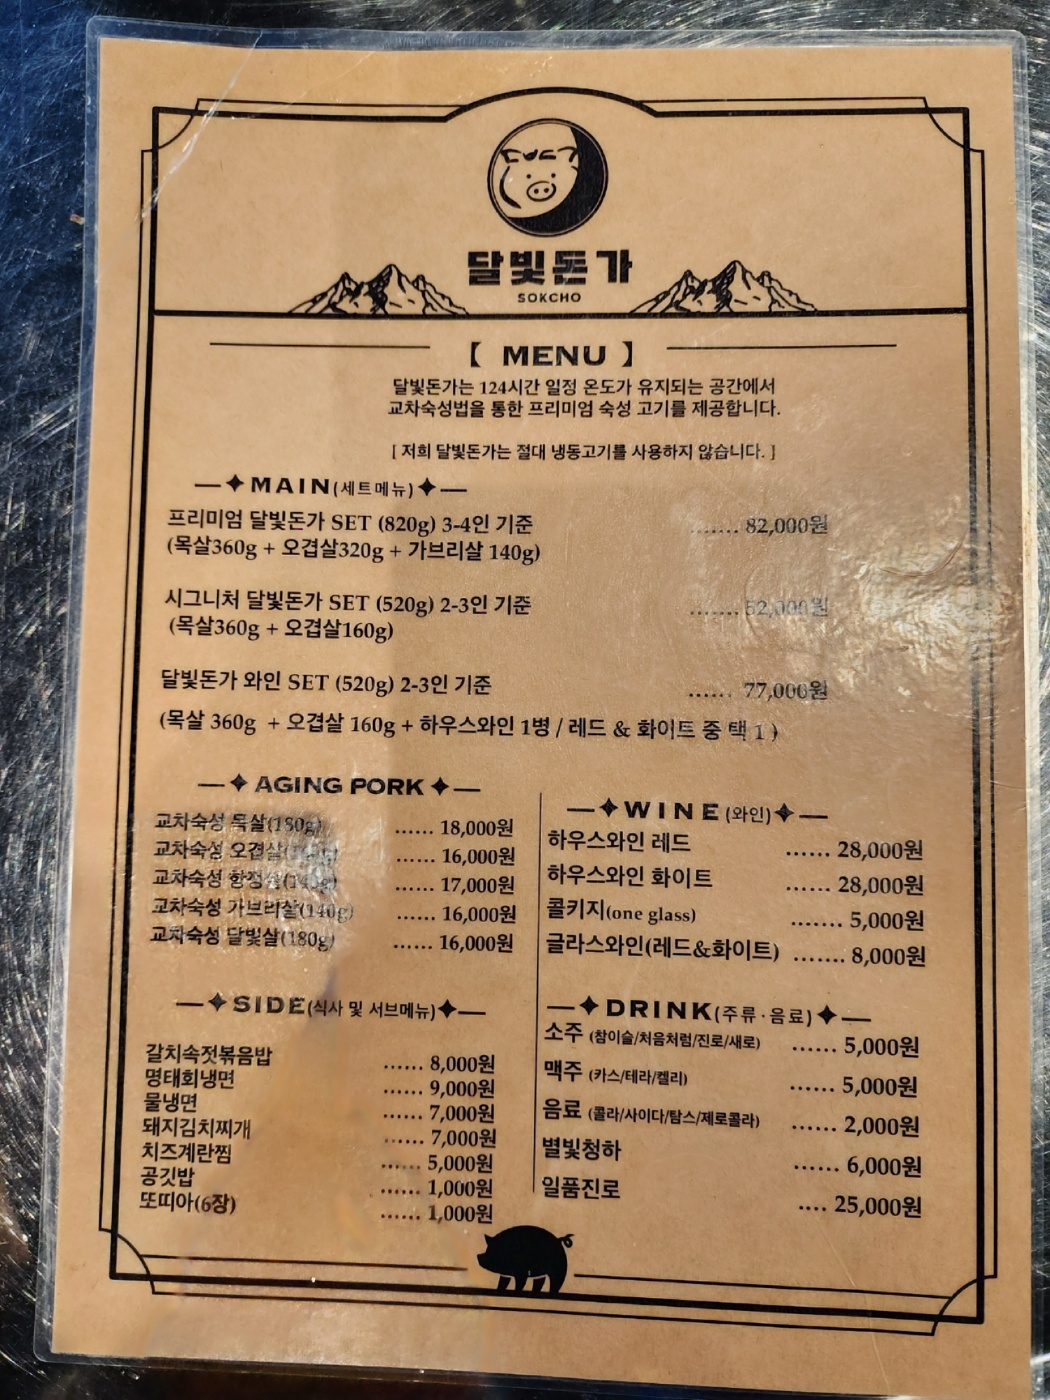 달빛돈가
SOKCHO
【 MENU 】
달빛돈가는 124시간 일정 온도가 유지되는 공간에서
교차숙성법을 통한 프리미엄 숙성 고기를 제공합니다.
[ 저희 달빛돈가는 절대 냉동고기를 사용하지 않습니다. ]
MAIN(세트메뉴)
프리미엄 달빛돈가 SET (820g) 3-4인 기준 ....... 82,000원
(목살360g + 오겹살320g + 가브리살 140g)
시그니처 달빛돈가 SET (520g) 2-3인 기준 ....... 52,000원
(목살360g + 오겹살160g)
달빛돈가 와인 SET (520g) 2-3인 기준 ...... 77,000원
(목살 360g + 오겹살 160g + 하우스와인 1병 / 레드 & 화이트 중 택 1 )
AGING PORK
교차숙성 목살(180g) ...... 18,000원
교차숙성 오겹살 ...... 16,000원
교차숙성 항정살 ...... 17,000원
교차숙성 가브리살(140g) ...... 16,000원
교차숙성 달빛살(180g) ...... 16,000원
WINE(와인)
하우스와인 레드 ...... 28,000원
하우스와인 화이트 ...... 28,000원
콜키지(one glass) ...... 5,000원
글라스와인(레드&화이트) ....... 8,000원
SIDE(식사 및 서브메뉴)
갈치속젓볶음밥 ...... 8,000원
명태회냉면 ...... 9,000원
물냉면 ...... 7,000원
돼지김치찌개 ...... 7,000원
치즈계란찜 ...... 5,000원
공깃밥 ...... 1,000원
또띠아(6장) ...... 1,000원
DRINK(주류·음료)
소주 (참이슬/처음처럼/진로/새로) ...... 5,000원
맥주 (카스/테라/켈리) ...... 5,000원
음료 (콜라/사이다/탐스/제로콜라) ...... 2,000원
별빛청하 ...... 6,000원
일품진로 .... 25,000원